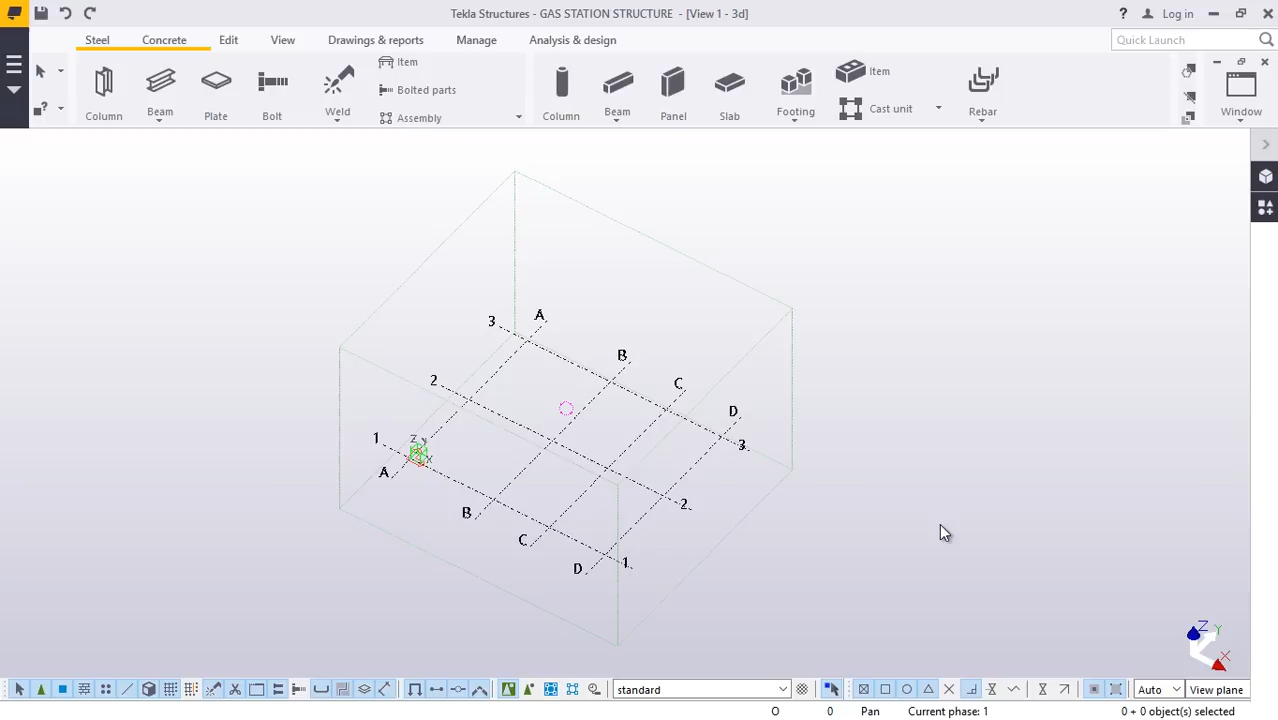 Tekla Structures - GAS STATION STRUCTURE - [View 1 - 3d]
? Log in
Steel Concrete Edit View Drawings & reports Manage Analysis & design
Quick Launch
Item
Item
Bolted parts
Cast unit
Column Beam Plate Bolt Weld
Assembly
Column Beam Panel Slab Footing
Rebar
Window
A
3
B
2
C
D
1
Z
Y
X
3
A
2
B
C
1
D
Z
Y
X
standard
Auto
View plane
O 0 Pan Current phase: 1 0 + 0 object(s) selected